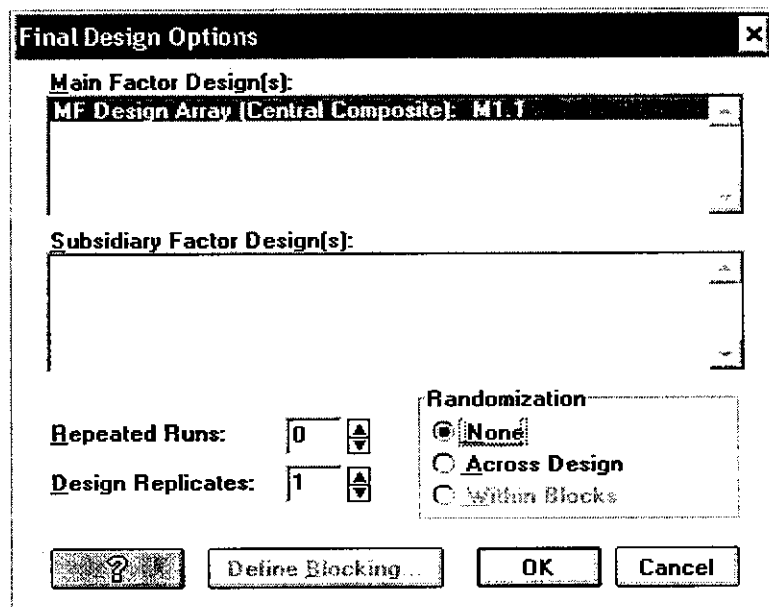 Final Design Options
Main Factor Design(s):
MF Design Array (Central Composite): M1.1
Subsidiary Factor Design(s):
Repeated Runs: 0
Design Replicates: 1
Randomization
None
Across Design
Within Blocks
? Define Blocking... OK Cancel